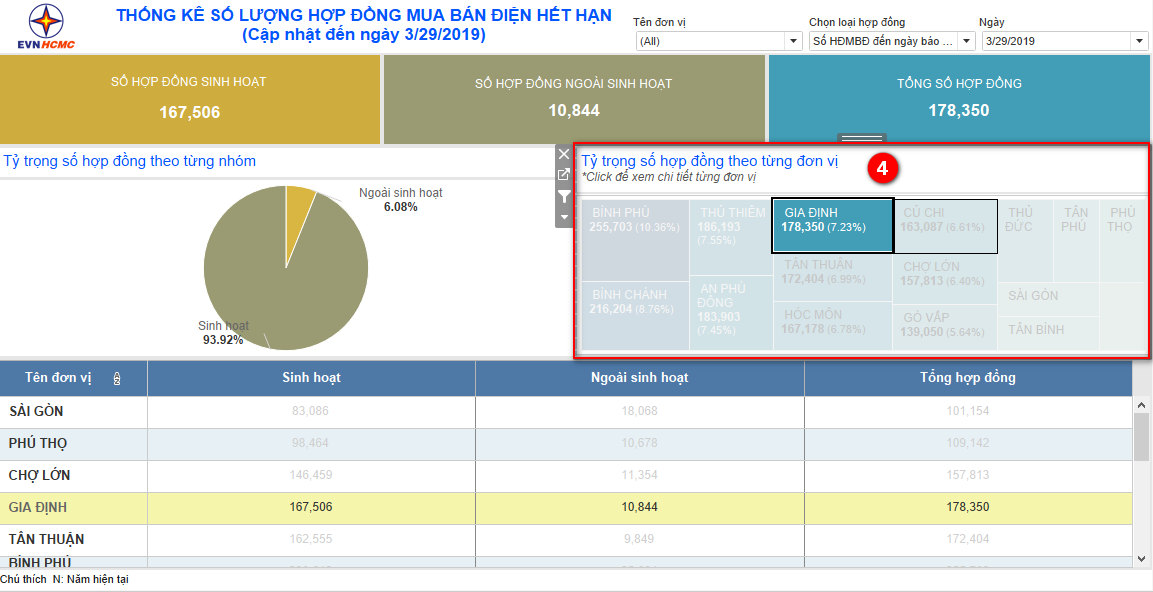 THỐNG KÊ SỐ LƯỢNG HỢP ĐỒNG MUA BÁN ĐIỆN HẾT HẠN
(Cập nhật đến ngày 3/29/2019)
EVNHCMC
Tên đơn vị
(All)
Chọn loại hợp đồng
Số HĐMBĐ đến ngày báo ...
Ngày
3/29/2019
SỐ HỢP ĐỒNG SINH HOẠT
167,506
SỐ HỢP ĐỒNG NGOÀI SINH HOẠT
10,844
TỔNG SỐ HỢP ĐỒNG
178,350
Tỷ trọng số hợp đồng theo từng nhóm
Ngoài sinh hoạt
6.08%
Sinh hoạt
93.92%
Tỷ trọng số hợp đồng theo từng đơn vị
*Click để xem chi tiết từng đơn vị
4
BÌNH PHÚ
255,703 (10.36%)
BÌNH CHÁNH
216,204 (8.76%)
THỦ THIÊM
186,193
(7.55%)
AN PHÚ
ĐÔNG
183,903
(7.45%)
GIA ĐỊNH
178,350 (7.23%)
TÂN THUẬN
172,404 (6.99%)
HÓC MÔN
167,178 (6.78%)
CỦ CHI
163,087 (6.61%)
CHỢ LỚN
157,813 (6.40%)
GÒ VẤP
139,050 (5.64%)
THỦ
ĐỨC
TÂN
PHÚ
PHÚ
THỌ
SÀI GÒN
TÂN BÌNH
Tên đơn vị Sinh hoạt Ngoài sinh hoạt Tổng hợp đồng
SÀI GÒN 83,086 18,068 101,154
PHÚ THỌ 98,464 10,678 109,142
CHỢ LỚN 146,459 11,354 157,813
GIA ĐỊNH 167,506 10,844 178,350
TÂN THUẬN 162,555 9,849 172,404
BÌNH PHÚ
Chú thích N: Năm hiện tại